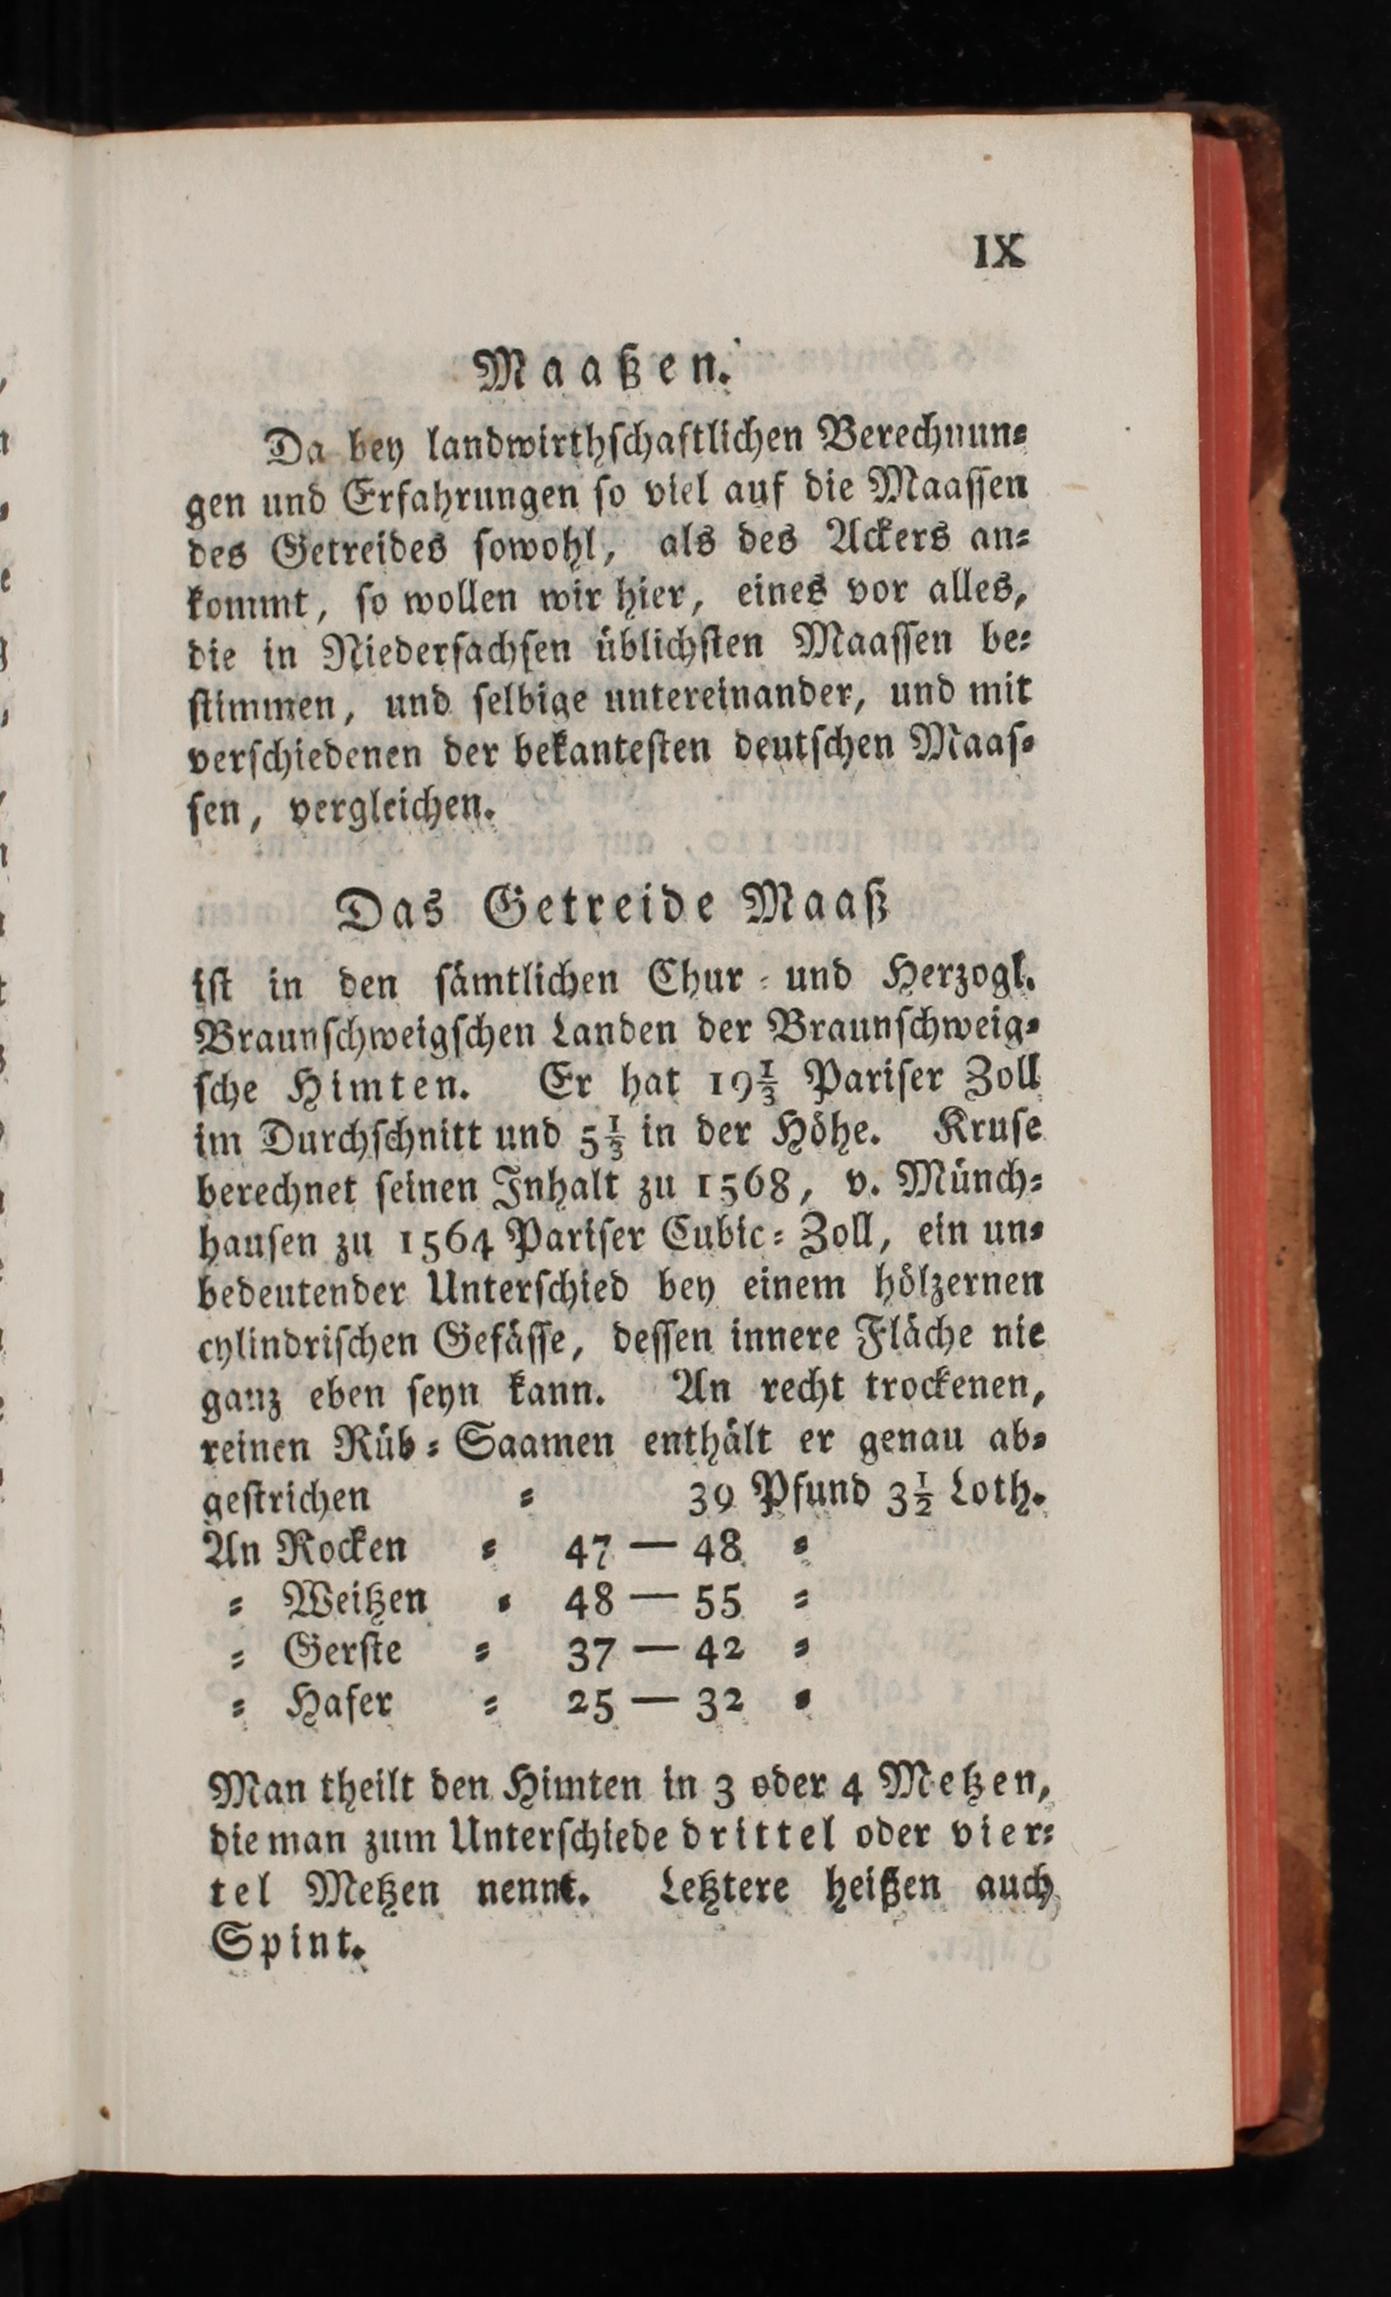 IX
Maaßen.
Da bey landwirthschaftlichen Berechnun⸗
gen und Erfahrungen so viel auf die Maassen
des Getreides sowohl, als des Ackers an⸗
kommt, so wollen wir hier, eines vor alles,
die in Niedersachsen üblichsten Maassen be⸗
stimmen, und selbige untereinander, und mit
verschiedenen der bekantesten deutschen Maas⸗
sen, vergleichen.
Das Getreide Maaß
ist in den sämtlichen Chur⸗ und Herzogl.
Braunschweigschen Landen der Braunschweig⸗
sche Himten. Er hat 19⅓ Pariser Zoll
im Durchschnitt und 5⅓ in der Höhe. Kruse
berechnet seinen Inhalt zu 1568, v. Münch⸗
hausen zu 1564 Pariser Cubic⸗Zoll, ein un⸗
bedeutender Unterschied bey einem hölzernen
cylindrischen Gefässe, dessen innere Fläche nie
ganz eben seyn kann. An recht trockenen,
reinen Rüb⸗Saamen enthält er genau ab⸗
gestrichen ⸗ 39 Pfund 3½ Loth.
An Rocken ⸗ 47 — 48 ⸗
⸗ Weitzen ⸗ 48 — 55 ⸗
⸗ Gerste ⸗ 37 — 42 ⸗
⸗ Hafer ⸗ 25 — 32 ⸗
Man theilt den Himten in 3 oder 4 Metzen,
die man zum Unterschiede drittel oder vier⸗
tel Metzen nennt. Letztere heißen auch
Spint.